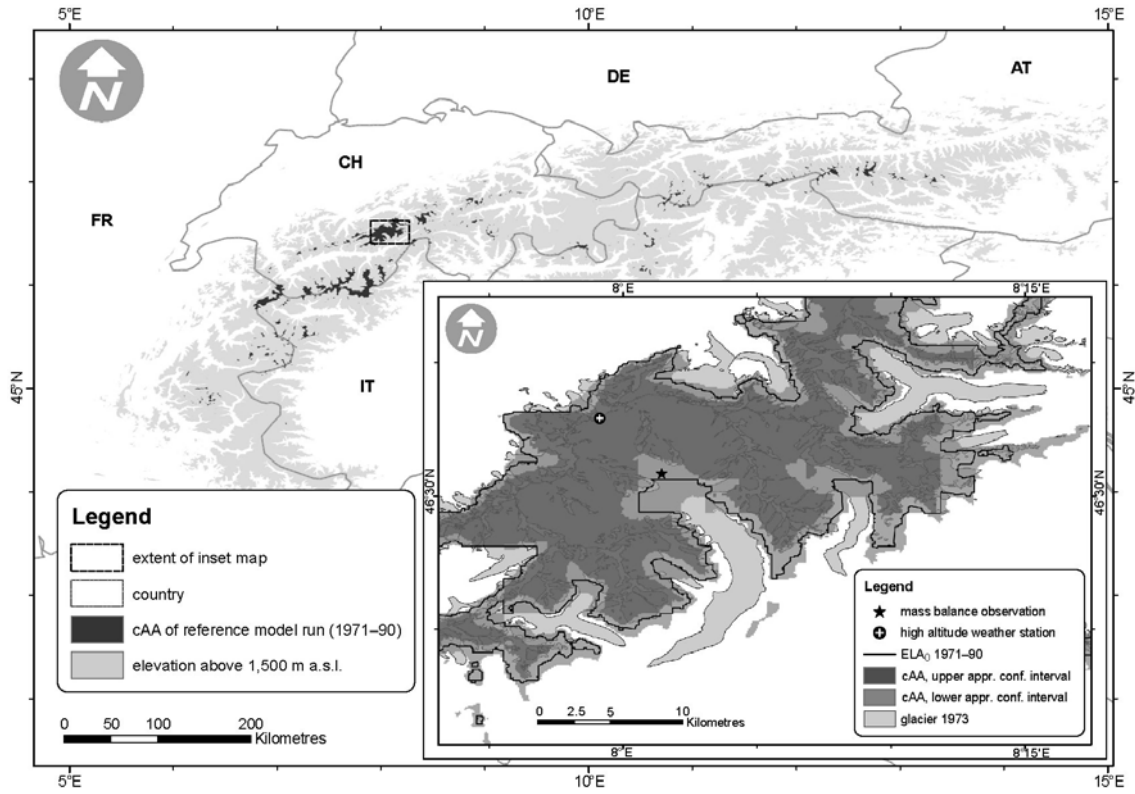 5°E
10°E
15°E
N
DE
AT
CH
FR
IT
45°N
45°N
8°E
8°15'E
N
46°30'N
46°30'N
Legend
extent of inset map
country
cAA of reference model run (1971–90)
elevation above 1,500 m a.s.l.
0 50 100 200
Kilometres
Legend
mass balance observation
high altitude weather station
ELA0 1971–90
cAA, upper appr. conf. interval
cAA, lower appr. conf. interval
glacier 1973
0 2.5 5 10
Kilometres
8°E
8°15'E
5°E
10°E
15°E